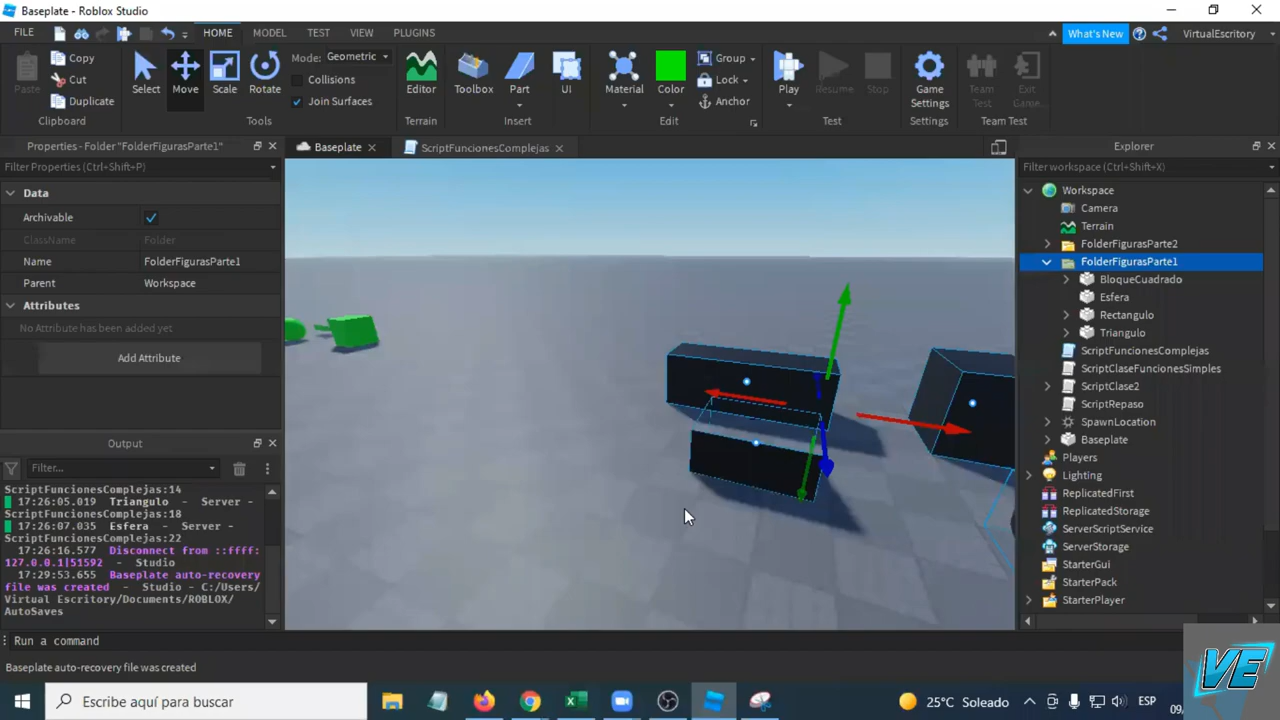 Baseplate - Roblox Studio
FILE
HOME
MODEL
TEST
VIEW
PLUGINS
What's New
VirtualEscritory
Paste
Copy
Cut
Duplicate
Clipboard
Select
Move
Scale
Rotate
Mode: Geometric
Collisions
Join Surfaces
Tools
Editor
Terrain
Toolbox
Part
UI
Insert
Material
Color
Group
Lock
Anchor
Edit
Play
Resume
Stop
Test
Game
Settings
Settings
Team
Test
Exit
Game
Team Test
Properties - Folder "FolderFigurasParte1"
Filter Properties (Ctrl+Shift+P)
Data
Archivable
ClassName Folder
Name FolderFigurasParte1
Parent Workspace
Attributes
No Attribute has been added yet
Add Attribute
Output
Filter...
ScriptFuncionesComplejas:14
17:26:05.019 Triangulo - Server -
ScriptFuncionesComplejas:18
17:26:07.035 Esfera - Server -
ScriptFuncionesComplejas:22
17:26:16.577 Disconnect from ::ffff:
127.0.0.1|51592 - Studio
17:29:53.655 Baseplate auto-recovery
file was created - Studio - C:/Users/
Virtual Escritory/Documents/ROBLOX/
AutoSaves
Baseplate
ScriptFuncionesComplejas
Explorer
Filter workspace (Ctrl+Shift+X)
Workspace
Camera
Terrain
FolderFigurasParte2
FolderFigurasParte1
BloqueCuadrado
Esfera
Rectangulo
Triangulo
ScriptFuncionesComplejas
ScriptClaseFuncionesSimples
ScriptClase2
ScriptRepaso
SpawnLocation
Baseplate
Players
Lighting
ReplicatedFirst
ReplicatedStorage
ServerScriptService
ServerStorage
StarterGui
StarterPack
StarterPlayer
Run a command
Baseplate auto-recovery file was created
Escribe aquí para buscar
25°C Soleado
ESP
09/
VE